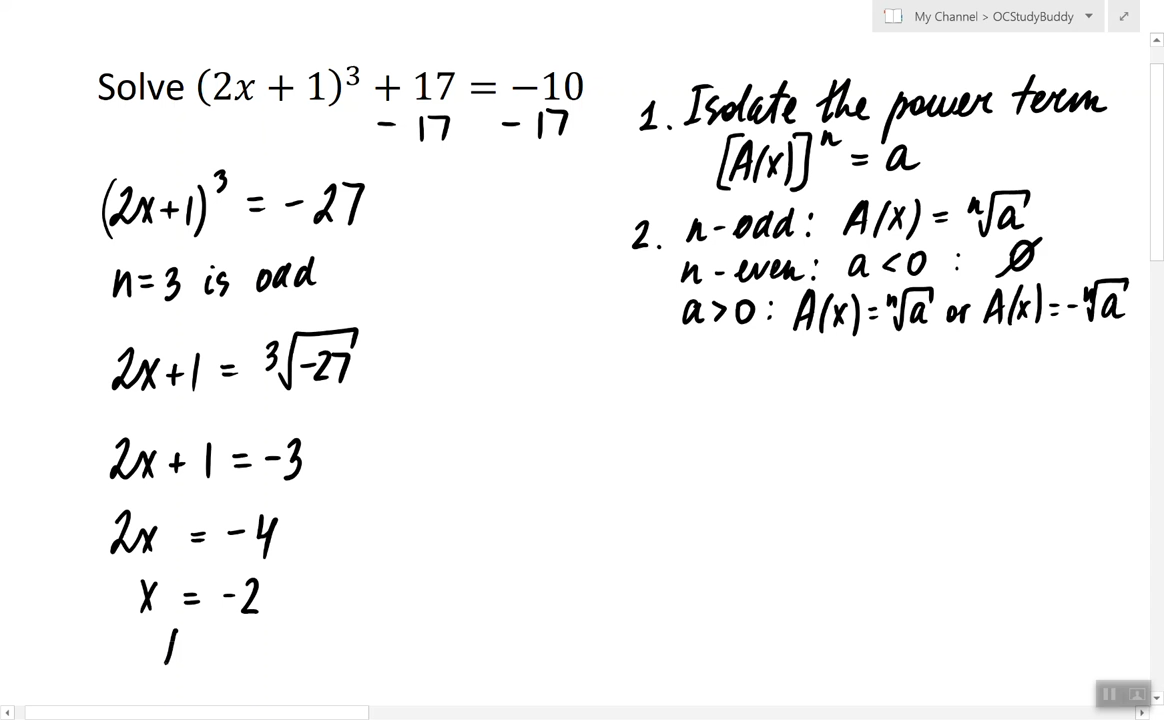 My Channel > OCStudyBuddy
Solve (2x + 1)³ + 17 = −10
− 17 − 17
(2x+1)³ = −27
n=3 is odd
2x+1 = ³√−27
2x + 1 = −3
2x = −4
x = −2
1. Isolate the power term
[A(x)]ⁿ = a
2. n-odd: A(x) = ⁿ√a
n-even: a < 0 : ∅
a > 0: A(x) = ⁿ√a or A(x) = −ⁿ√a